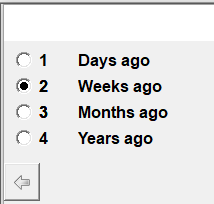 1 Days ago
2 Weeks ago
3 Months ago
4 Years ago